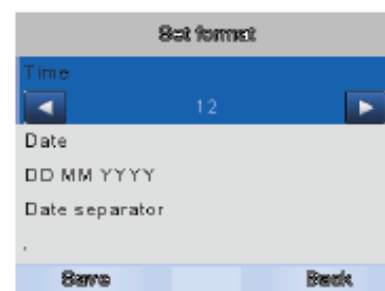 Set format
Time
12
Date
DD MM YYYY
Date separator
.
Save Back